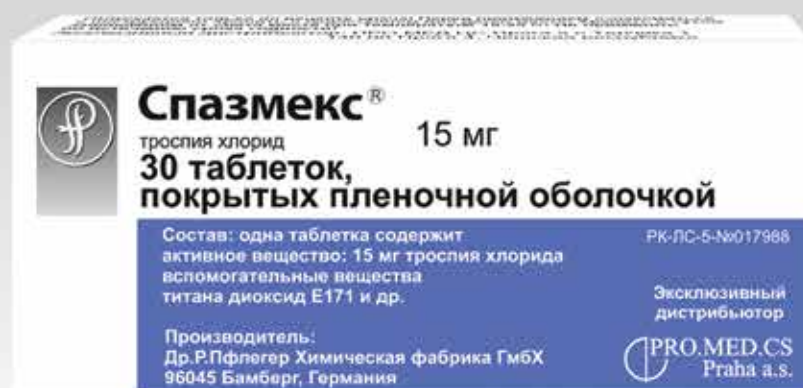 Спазмекс®
троспия хлорид
15 мг
30 таблеток,
покрытых пленочной оболочкой
Состав: одна таблетка содержит
активное вещество: 15 мг троспия хлорида
вспомогательные вещества
титана диоксид Е171 и др.
Производитель:
Др.Р.Пфлегер Химическая фабрика ГмбХ
96045 Бамберг, Германия
РК-ЛС-5-№017988
Эксклюзивный
дистрибьютор
PRO.MED.CS
Praha a.s.